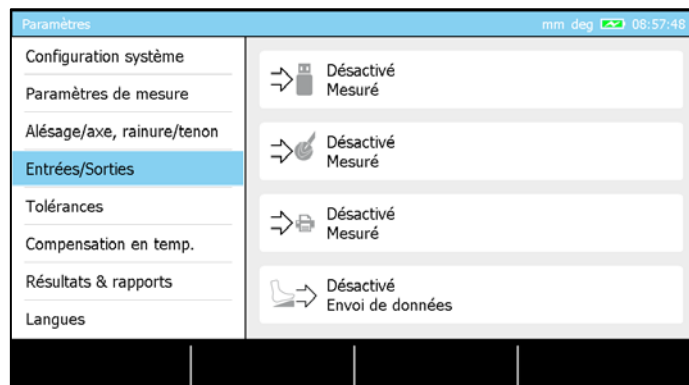 Paramètres
mm deg 08:57:48
Configuration système
Paramètres de mesure
Alésage/axe, rainure/tenon
Entrées/Sorties
Tolérances
Compensation en temp.
Résultats & rapports
Langues
Désactivé
Mesuré
Désactivé
Mesuré
Désactivé
Mesuré
Désactivé
Envoi de données